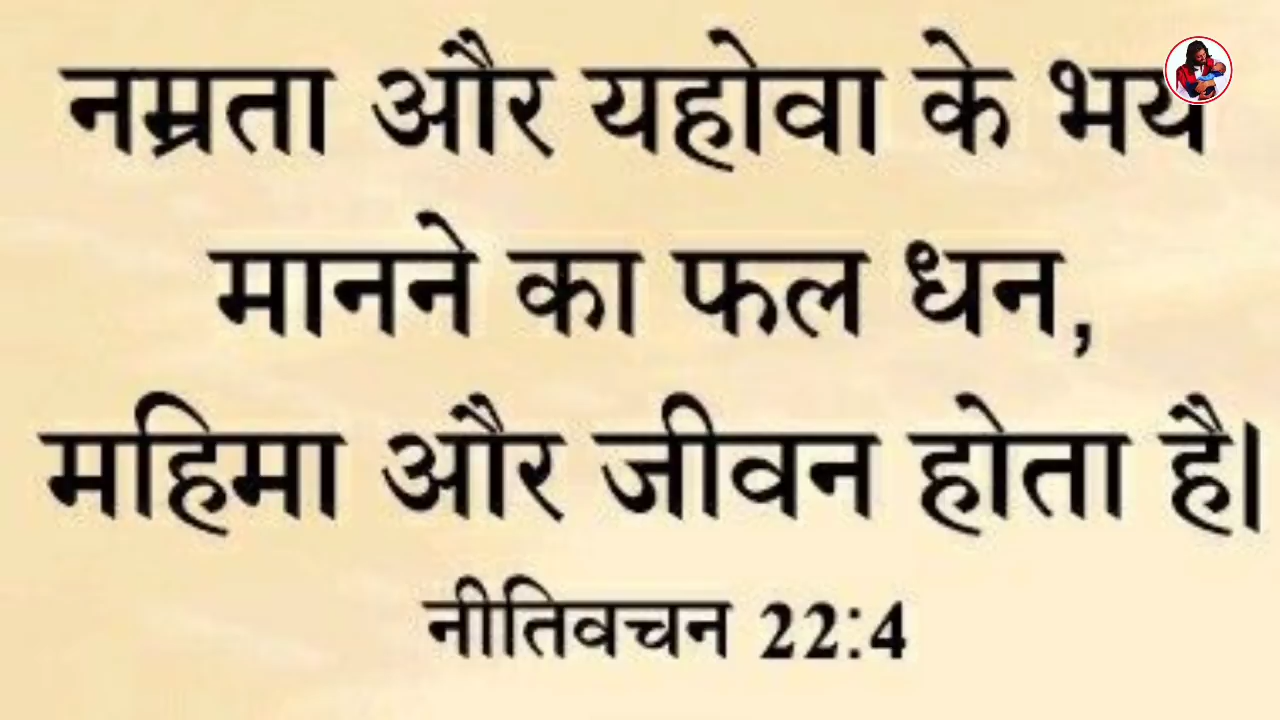 नम्रता और यहोवा के भय
मानने का फल धन,
महिमा और जीवन होता है।
नीतिवचन 22:4